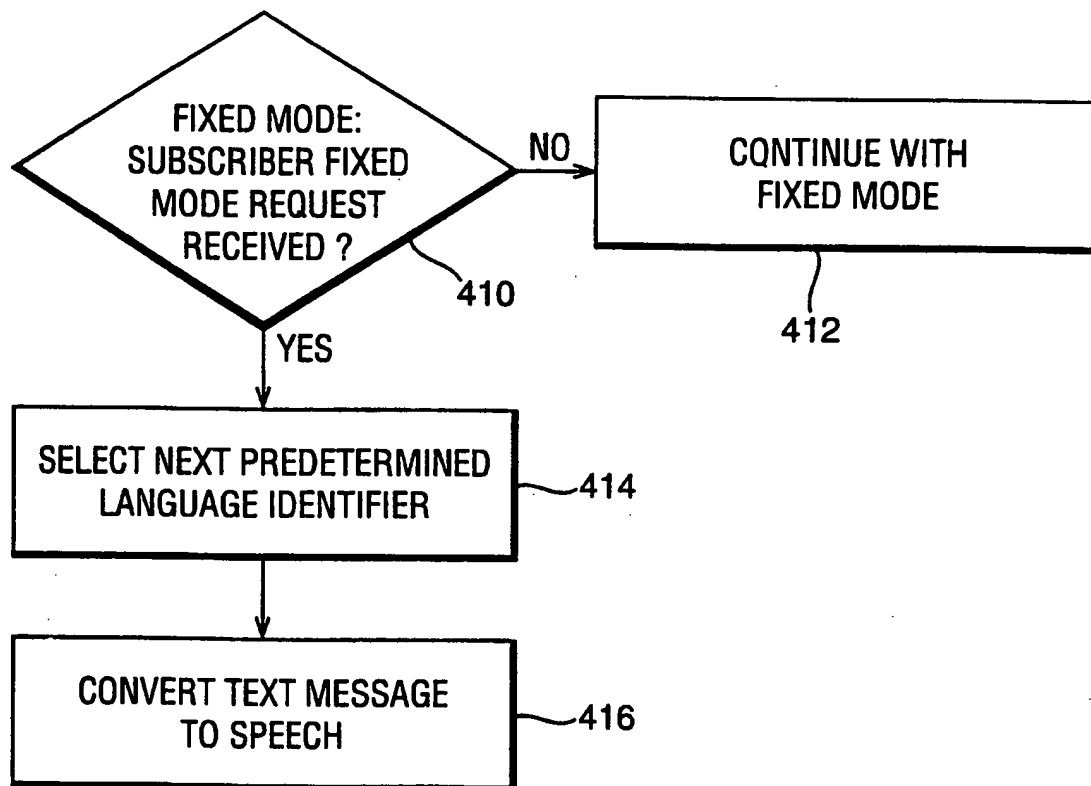 FIXED MODE:
SUBSCRIBER FIXED
MODE REQUEST
RECEIVED ?
410
NO
CONTINUE WITH
FIXED MODE
412
YES
SELECT NEXT PREDETERMINED
LANGUAGE IDENTIFIER
414
CONVERT TEXT MESSAGE
TO SPEECH
416